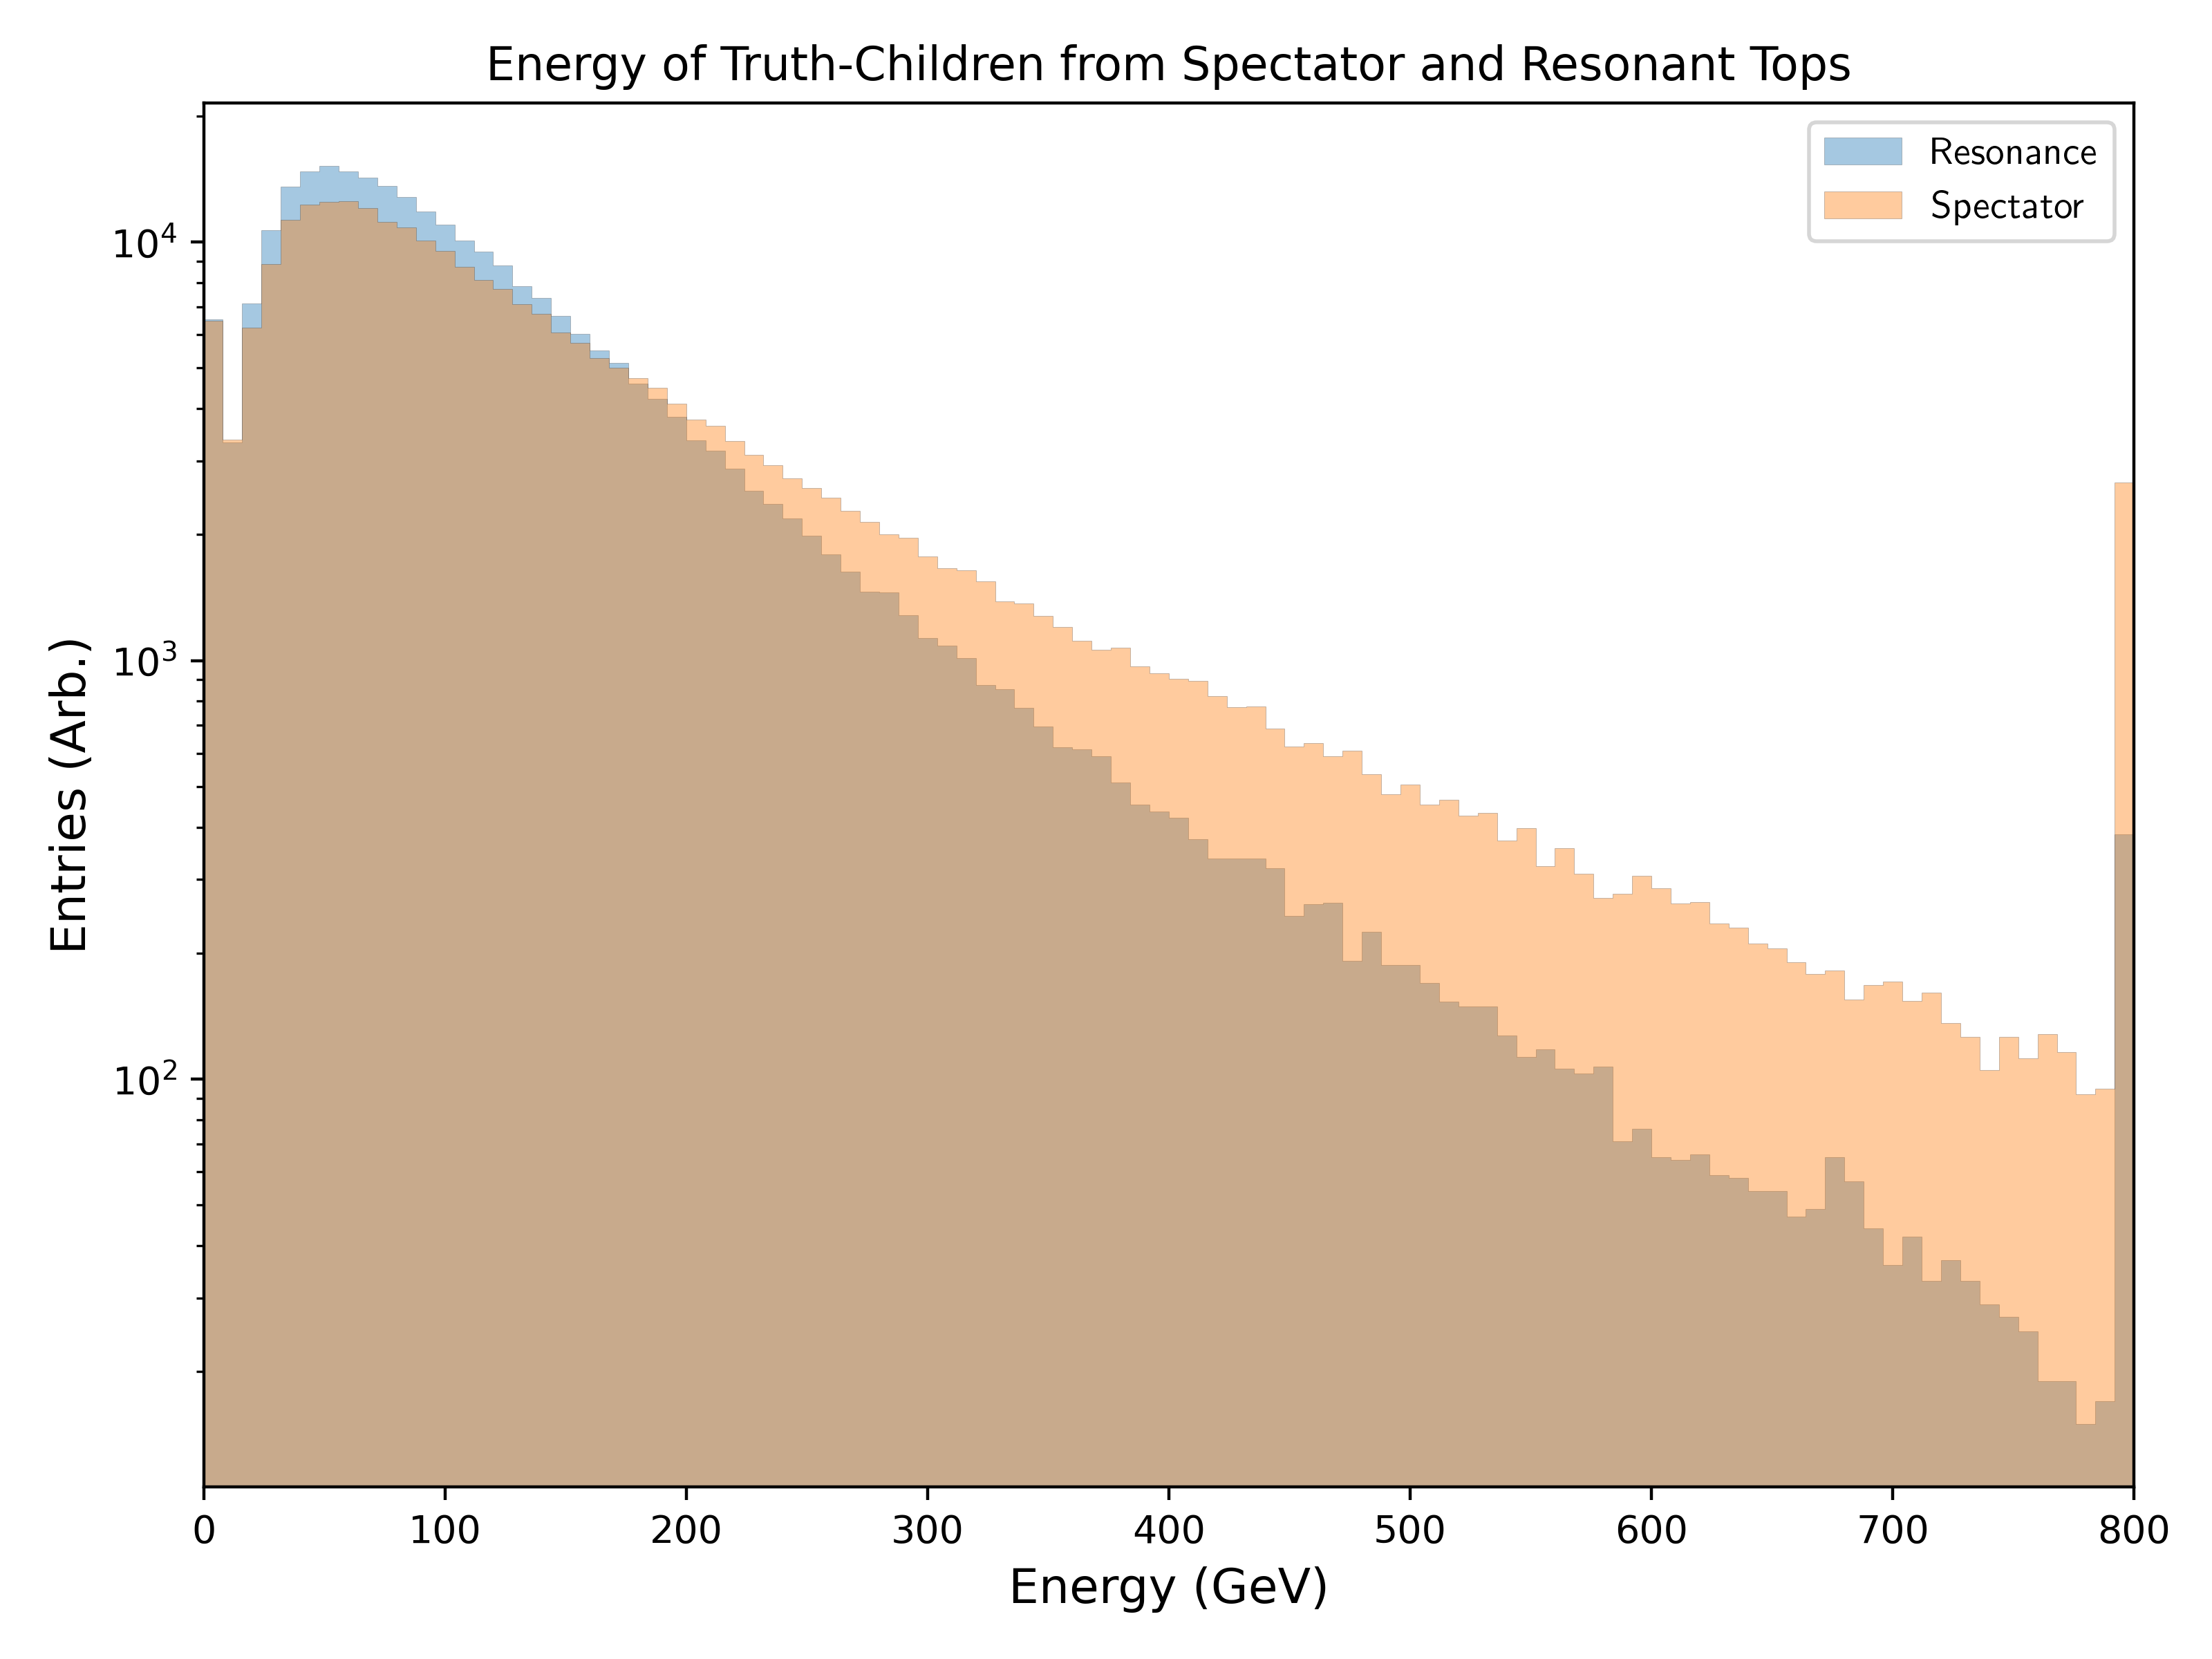 Energy of Truth-Children from Spectator and Resonant Tops
Resonance
Spectator
10^4
10^3
10^2
Entries (Arb.)
0 100 200 300 400 500 600 700 800
Energy (GeV)